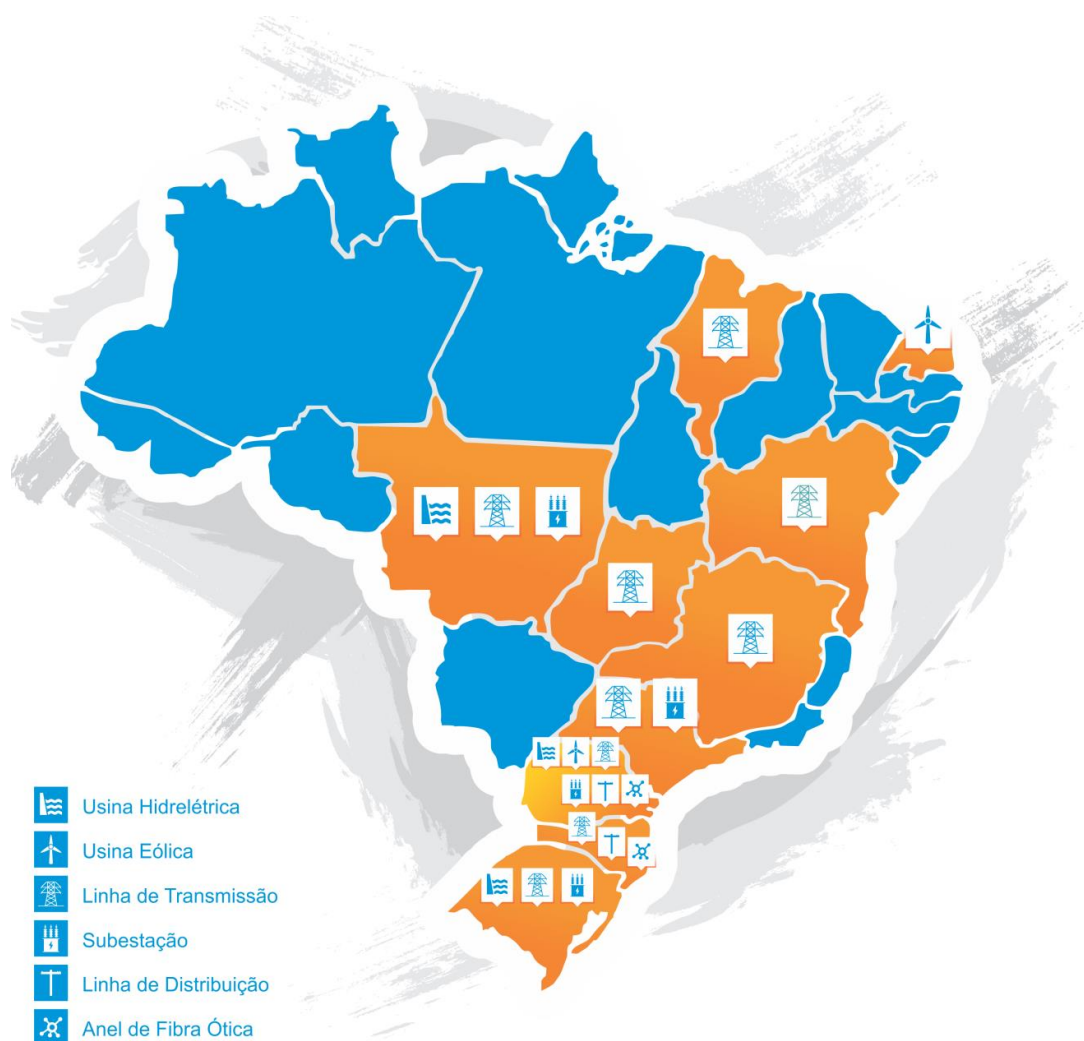 Usina Hidrelétrica
Usina Eólica
Linha de Transmissão
Subestação
Linha de Distribuição
Anel de Fibra Ótica